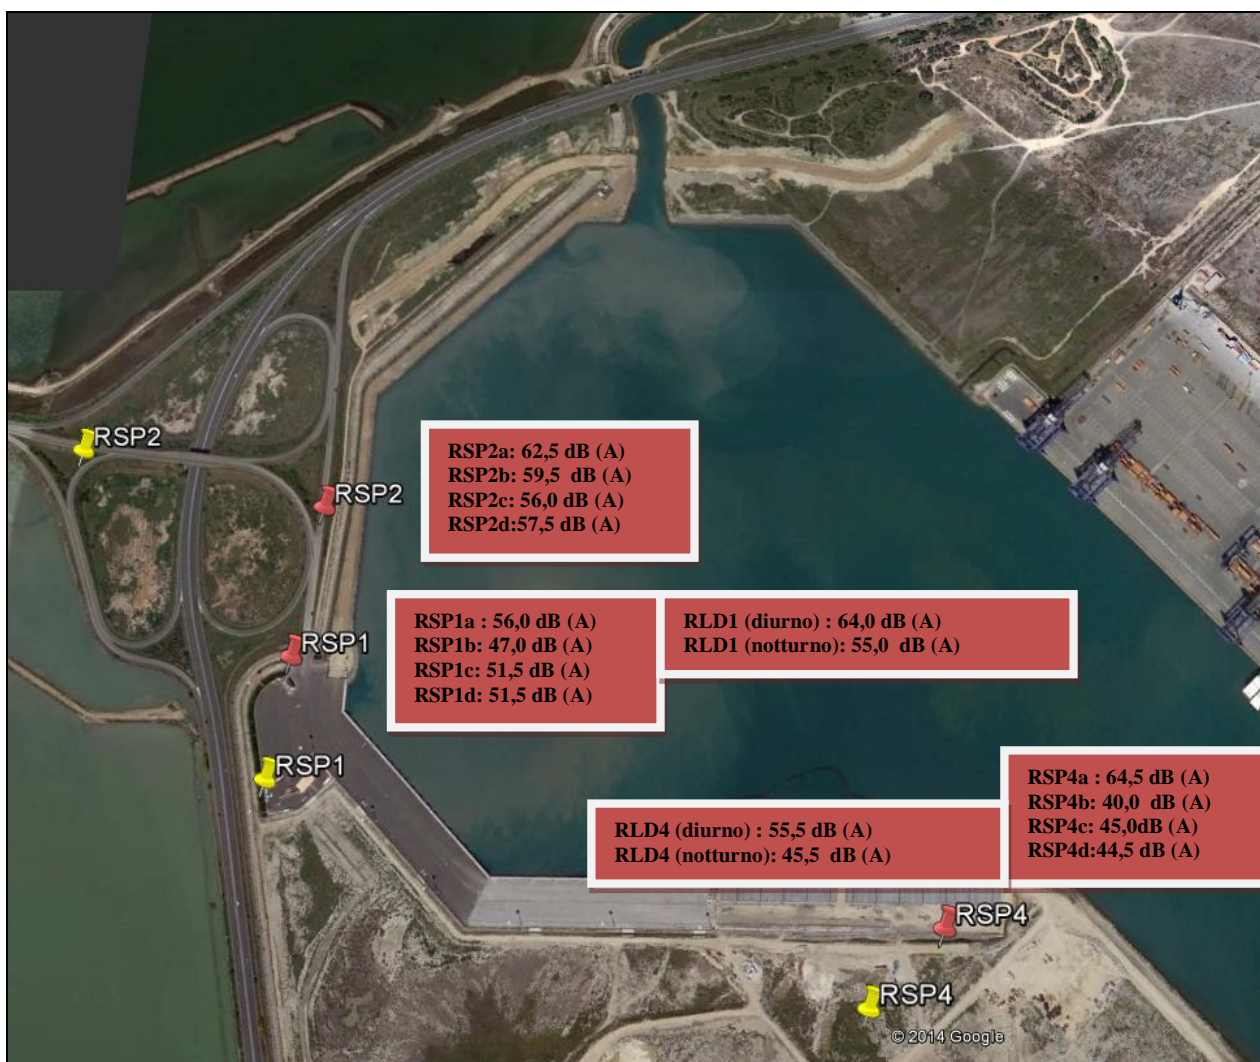 RSP2
RSP2
RSP2a: 62,5 dB (A)
RSP2b: 59,5 dB (A)
RSP2c: 56,0 dB (A)
RSP2d:57,5 dB (A)
RSP1
RSP1a : 56,0 dB (A)
RSP1b: 47,0 dB (A)
RSP1c: 51,5 dB (A)
RSP1d: 51,5 dB (A)
RLD1 (diurno) : 64,0 dB (A)
RLD1 (notturno): 55,0 dB (A)
RSP1
RLD4 (diurno) : 55,5 dB (A)
RLD4 (notturno): 45,5 dB (A)
RSP4a : 64,5 dB (A)
RSP4b: 40,0 dB (A)
RSP4c: 45,0dB (A)
RSP4d:44,5 dB (A)
RSP4
RSP4
© 2014 Google